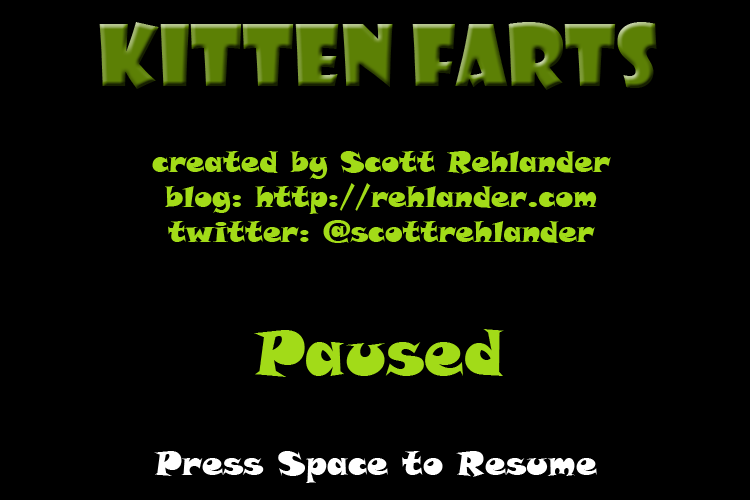 KITTEN FARTS
created by Scott Rehlander
blog: http://rehlander.com
twitter: @scottrehlander
Paused
Press Space to Resume